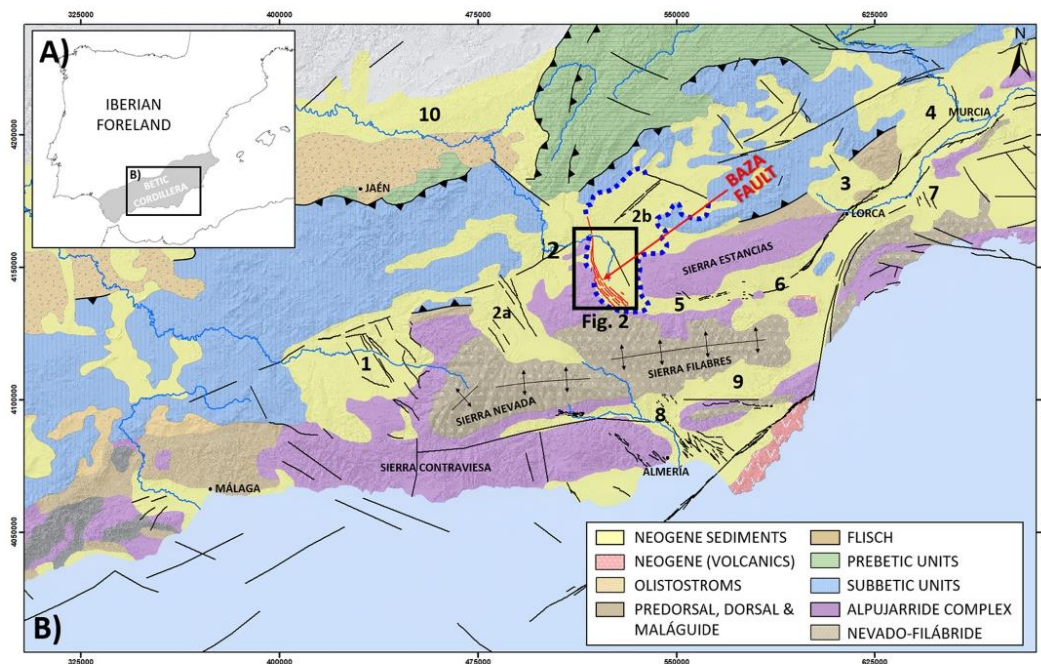 325000 475000 550000 625000
A)
IBERIAN
FORELAND
B)
BETIC
CORDILLERA
N
10
4
MURCIA
4200000
JAÉN
BAZA
FAULT
3
7
2b
LORCA
2
SIERRA ESTANCIAS
4150000
6
5
2a
Fig. 2
1
SIERRA FILABRES
9
SIERRA NEVADA
4100000
8
SIERRA CONTRAVIESA
ALMERÍA
MÁLAGA
4050000
NEOGENE SEDIMENTS
NEOGENE (VOLCANICS)
OLISTOSTROMS
PREDORSAL, DORSAL &
MALÁGUIDE
FLISCH
PREBETIC UNITS
SUBBETIC UNITS
ALPUJARRIDE COMPLEX
NEVADO-FILÁBRIDE
B)
325000 400000 475000 550000 625000